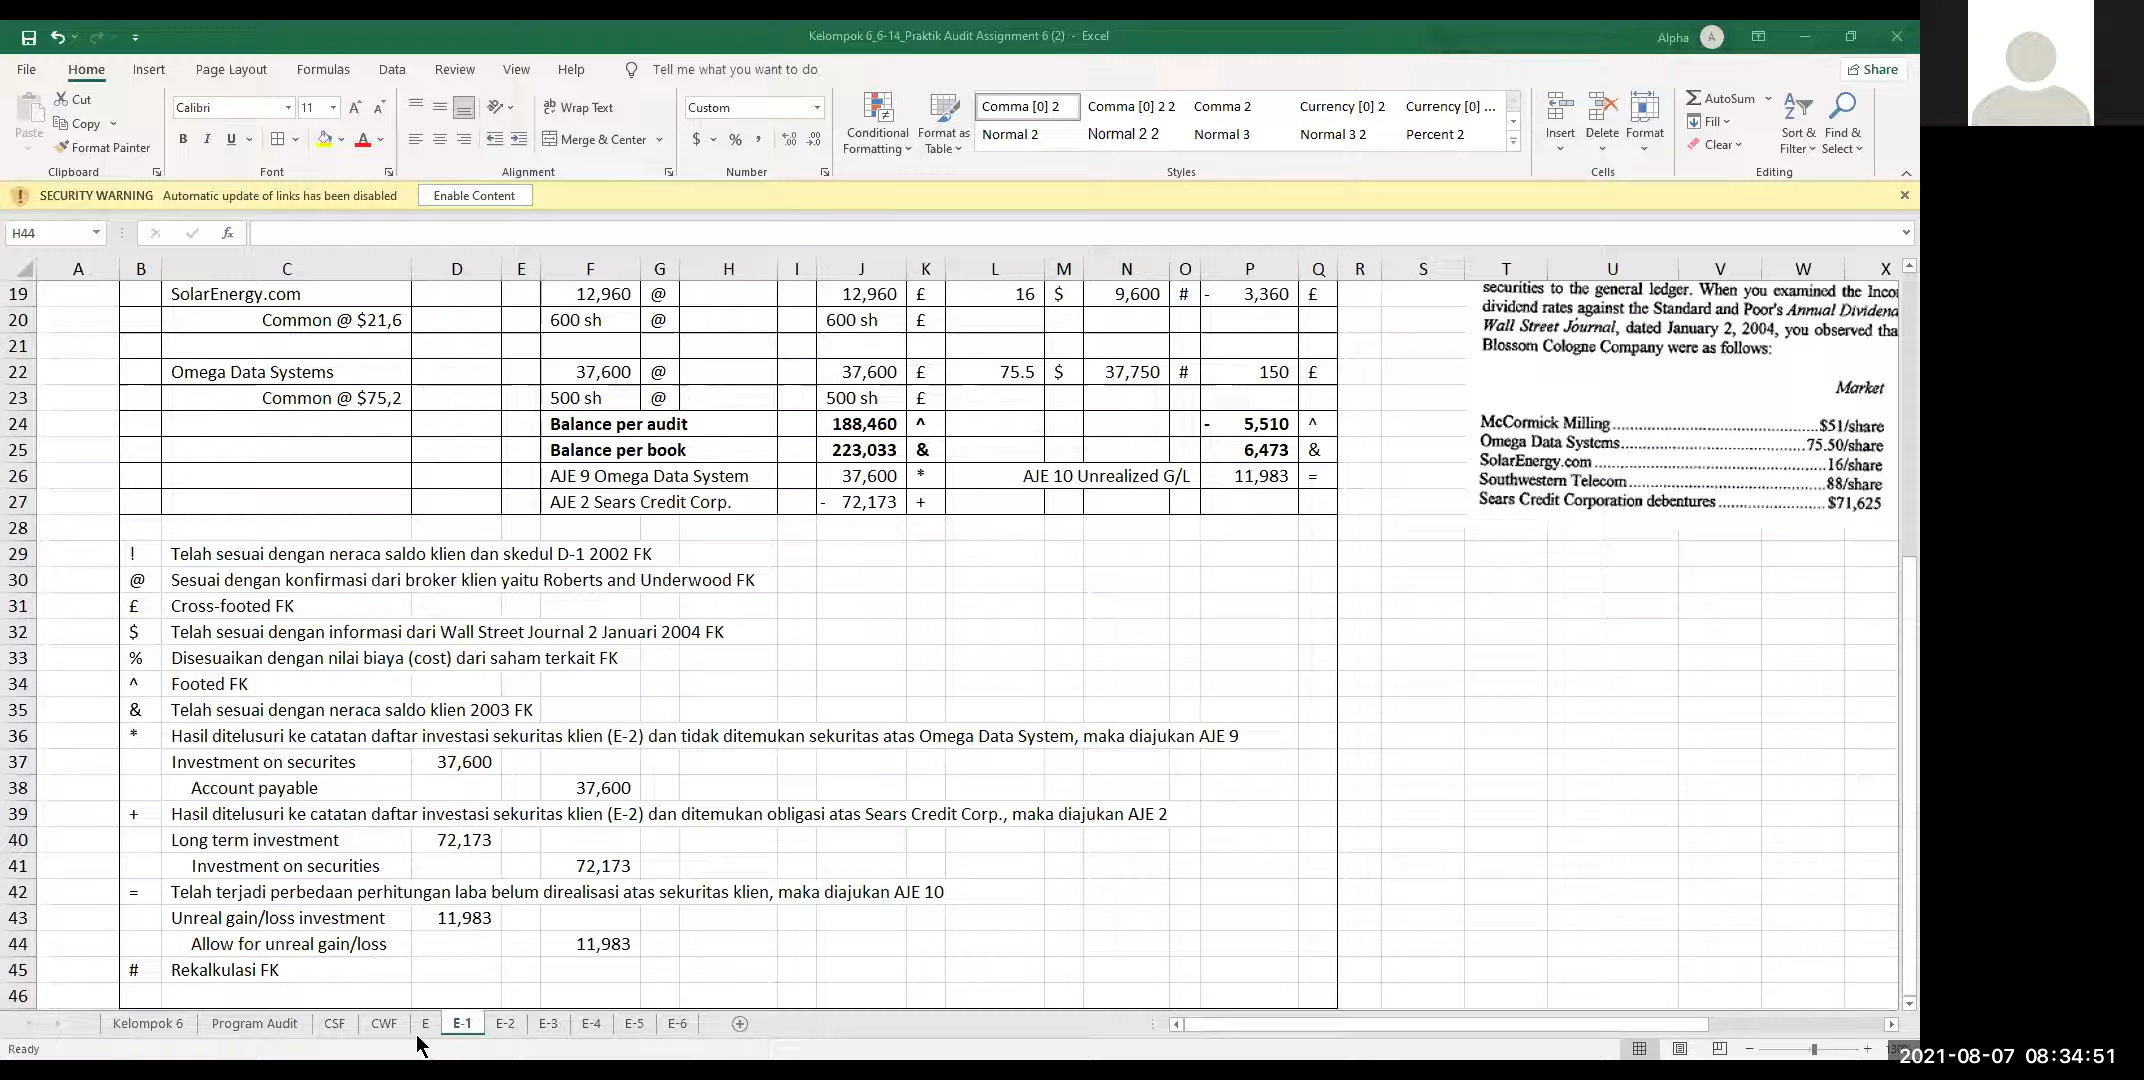 Kelompok 6_6-14_Praktik Audit Assignment 6 (2) - Excel
Alpha A
File Home Insert Page Layout Formulas Data Review View Help Tell me what you want to do Share
Paste Cut Copy Format Painter
Calibri 11 Wrap Text Custom
B I U Merge & Center $ % ,
Conditional Formatting Format as Table
Comma [0] 2 Comma [0] 2 2 Comma 2 Currency [0] 2 Currency [0] ...
Normal 2 Normal 2 2 Normal 3 Normal 3 2 Percent 2
Insert Delete Format AutoSum Fill Clear Sort & Filter Find & Select
Clipboard Font Alignment Number Styles Cells Editing
SECURITY WARNING Automatic update of links has been disabled Enable Content
H44 fx
A B C D E F G H I J K L M N O P Q R S T U V W X
19 SolarEnergy.com 12,960 @ 12,960 £ 16 $ 9,600 # - 3,360 £
20 Common @ $21,6 600 sh @ 600 sh £
21
22 Omega Data Systems 37,600 @ 37,600 £ 75.5 $ 37,750 # 150 £
23 Common @ $75,2 500 sh @ 500 sh £
24 Balance per audit 188,460 ^ - 5,510 ^
25 Balance per book 223,033 & 6,473 &
26 AJE 9 Omega Data System 37,600 * AJE 10 Unrealized G/L 11,983 =
27 AJE 2 Sears Credit Corp. - 72,173 +
28
29 ! Telah sesuai dengan neraca saldo klien dan skedul D-1 2002 FK
30 @ Sesuai dengan konfirmasi dari broker klien yaitu Roberts and Underwood FK
31 £ Cross-footed FK
32 $ Telah sesuai dengan informasi dari Wall Street Journal 2 Januari 2004 FK
33 % Disesuaikan dengan nilai biaya (cost) dari saham terkait FK
34 ^ Footed FK
35 & Telah sesuai dengan neraca saldo klien 2003 FK
36 * Hasil ditelusuri ke catatan daftar investasi sekuritas klien (E-2) dan tidak ditemukan sekuritas atas Omega Data System, maka diajukan AJE 9
37 Investment on securites 37,600
38 Account payable 37,600
39 + Hasil ditelusuri ke catatan daftar investasi sekuritas klien (E-2) dan ditemukan obligasi atas Sears Credit Corp., maka diajukan AJE 2
40 Long term investment 72,173
41 Investment on securities 72,173
42 = Telah terjadi perbedaan perhitungan laba belum direalisasi atas sekuritas klien, maka diajukan AJE 10
43 Unreal gain/loss investment 11,983
44 Allow for unreal gain/loss 11,983
45 # Rekalkulasi FK
46
securities to the general ledger. When you examined the
dividend rates against the Standard and Poor's Annual
Wall Street Journal, dated January 2, 2004, you observed
Blossom Cologne Company were as follows:
Market
McCormick Milling ........ $51/share
Omega Data Systems........ 75.50/share
SolarEnergy.com ........ 16/share
Southwestern Telecom ........ 88/share
Sears Credit Corporation debentures ........ $71,625
Kelompok 6 Program Audit CSF CWF E E-1 E-2 E-3 E-4 E-5 E-6
Ready
2021-08-07 08:34:51